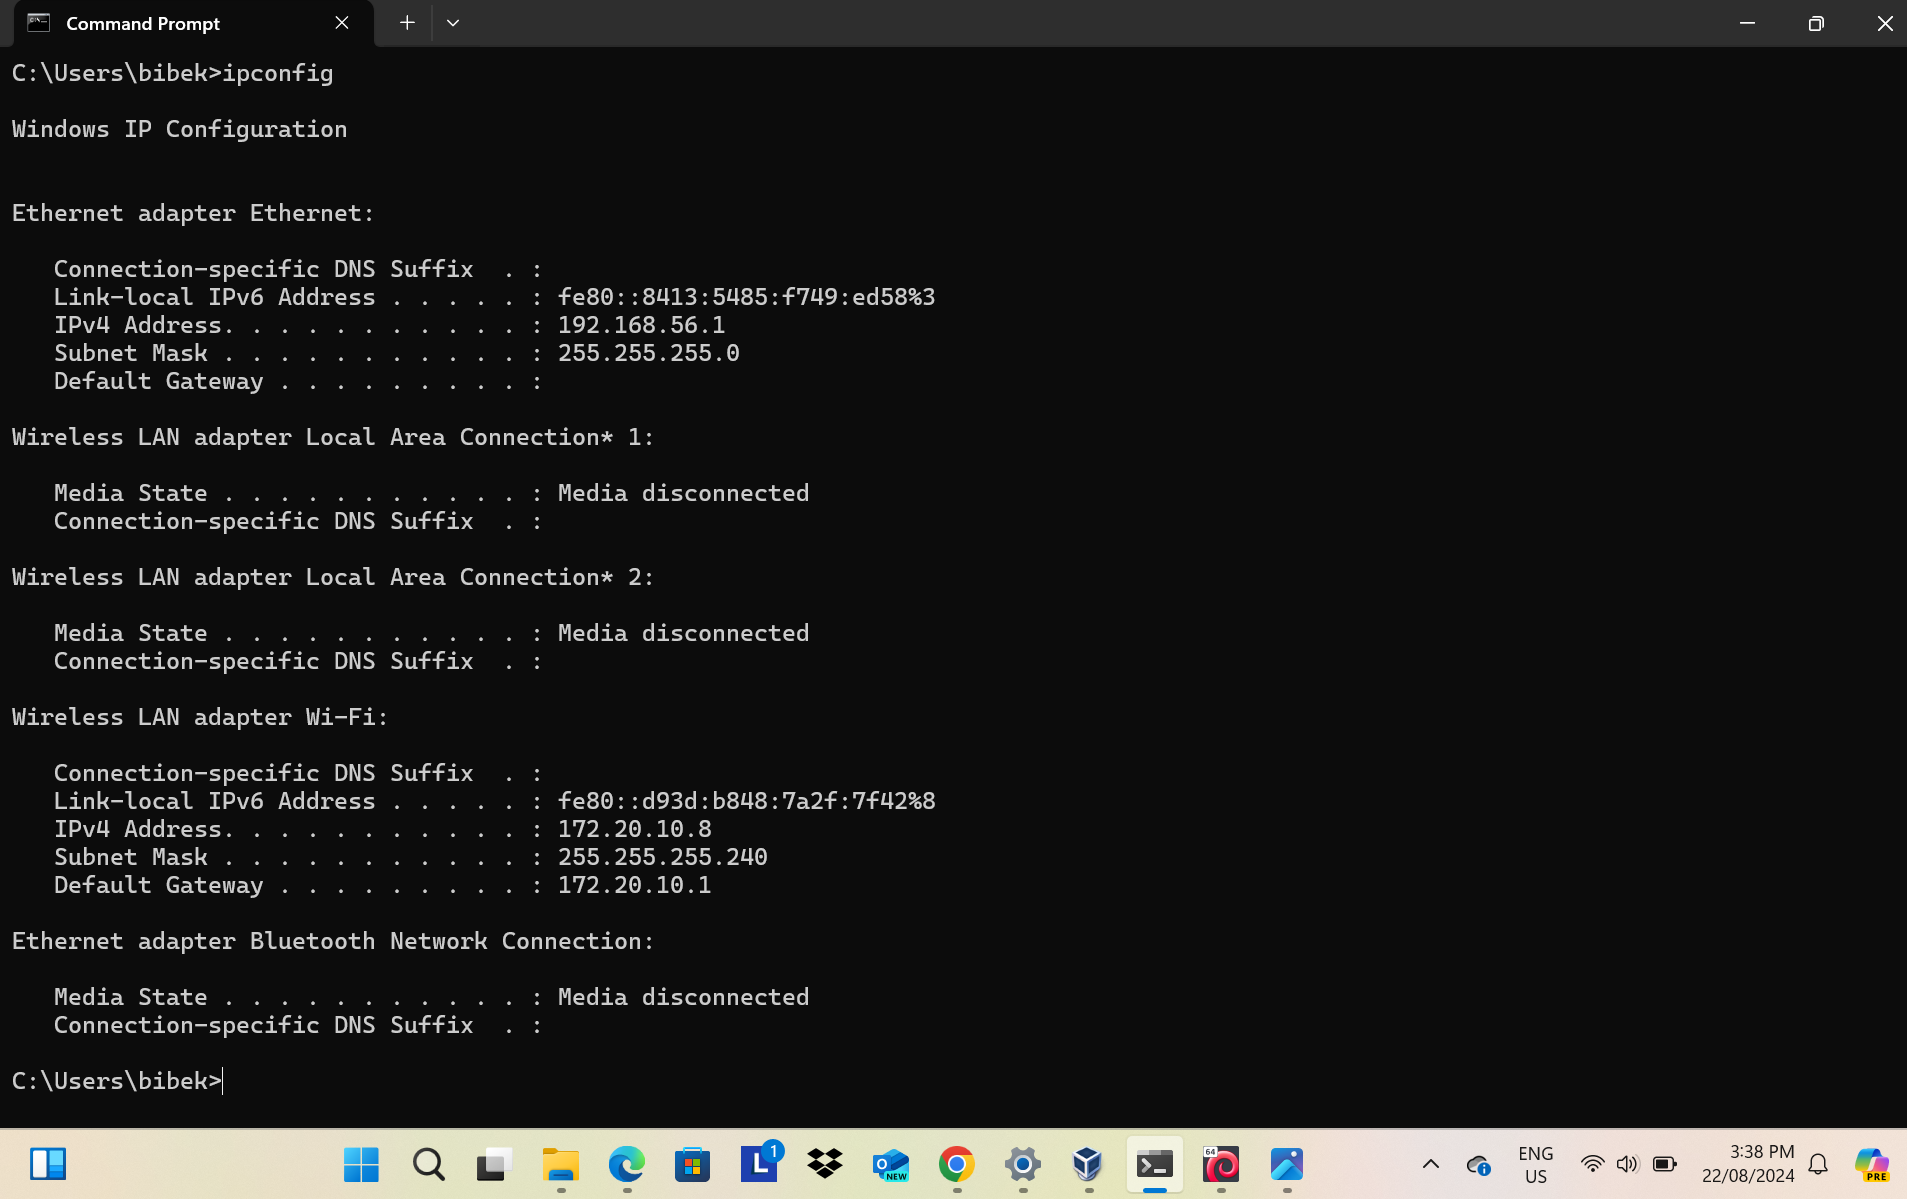 Command Prompt
C:\Users\bibek>ipconfig
Windows IP Configuration
Ethernet adapter Ethernet:
Connection-specific DNS Suffix  . :
Link-local IPv6 Address . . . . . : fe80::8413:5485:f749:ed58%3
IPv4 Address. . . . . . . . . . . : 192.168.56.1
Subnet Mask . . . . . . . . . . . : 255.255.255.0
Default Gateway . . . . . . . . . :
Wireless LAN adapter Local Area Connection* 1:
Media State . . . . . . . . . . . : Media disconnected
Connection-specific DNS Suffix  . :
Wireless LAN adapter Local Area Connection* 2:
Media State . . . . . . . . . . . : Media disconnected
Connection-specific DNS Suffix  . :
Wireless LAN adapter Wi-Fi:
Connection-specific DNS Suffix  . :
Link-local IPv6 Address . . . . . : fe80::d93d:b848:7a2f:7f42%8
IPv4 Address. . . . . . . . . . . : 172.20.10.8
Subnet Mask . . . . . . . . . . . : 255.255.255.240
Default Gateway . . . . . . . . . : 172.20.10.1
Ethernet adapter Bluetooth Network Connection:
Media State . . . . . . . . . . . : Media disconnected
Connection-specific DNS Suffix  . :
C:\Users\bibek>
L 1
O NEW
64
ENG
US
3:38 PM
22/08/2024
PRE